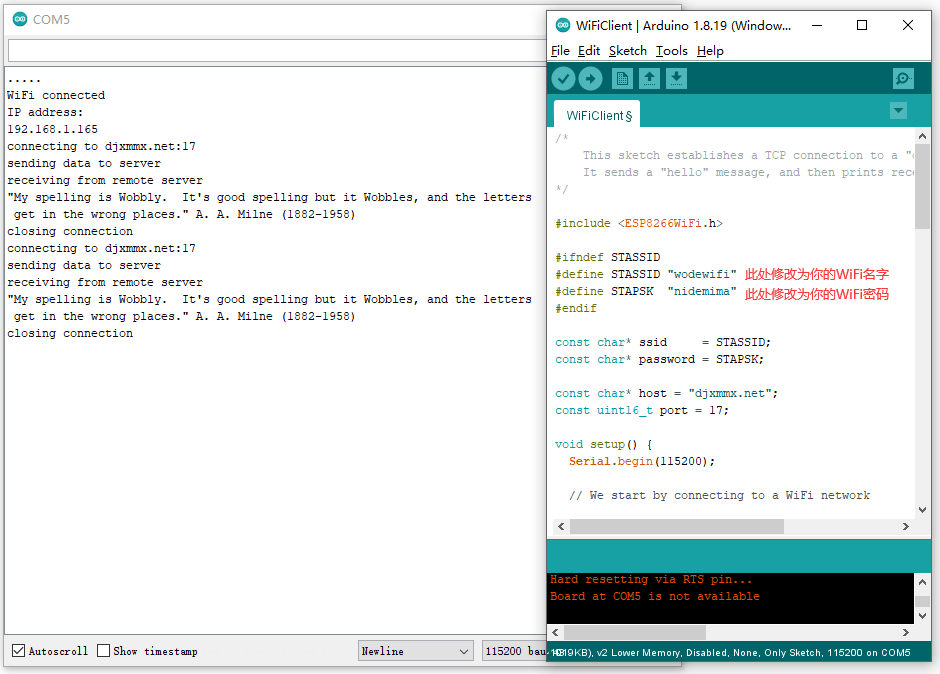 COM5
.....
WiFi connected
IP address:
192.168.1.165
connecting to djxmmx.net:17
sending data to server
receiving from remote server
"My spelling is Wobbly.  It's good spelling but it Wobbles, and the letters
 get in the wrong places." A. A. Milne (1882-1958)
closing connection
connecting to djxmmx.net:17
sending data to server
receiving from remote server
"My spelling is Wobbly.  It's good spelling but it Wobbles, and the letters
 get in the wrong places." A. A. Milne (1882-1958)
closing connection
Autoscroll Show timestamp Newline 115200 bau
WiFiClient | Arduino 1.8.19 (Window...
File Edit Sketch Tools Help
WiFiClient§
/*
    This sketch establishes a TCP connection to a
    It sends a "hello" message, and then prints rece
*/
#include <ESP8266WiFi.h>
#ifndef STASSID
#define STASSID "wodewifi" 此处修改为你的WiFi名字
#define STAPSK  "nidemima" 此处修改为你的WiFi密码
#endif
const char* ssid     = STASSID;
const char* password = STAPSK;
const char* host = "djxmmx.net";
const uint16_t port = 17;
void setup() {
  Serial.begin(115200);
  // We start by connecting to a WiFi network
Hard resetting via RTS pin...
Board at COM5 is not available
9KB), v2 Lower Memory, Disabled, None, Only Sketch, 115200 on COM5